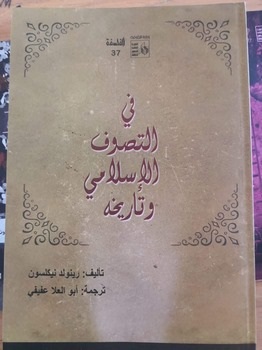 الفلسفة
37
في
التصوف
الإسلامي
وتاريخه
تأليف: رينولد نيكلسون
ترجمة: أبو العلا عفيفي